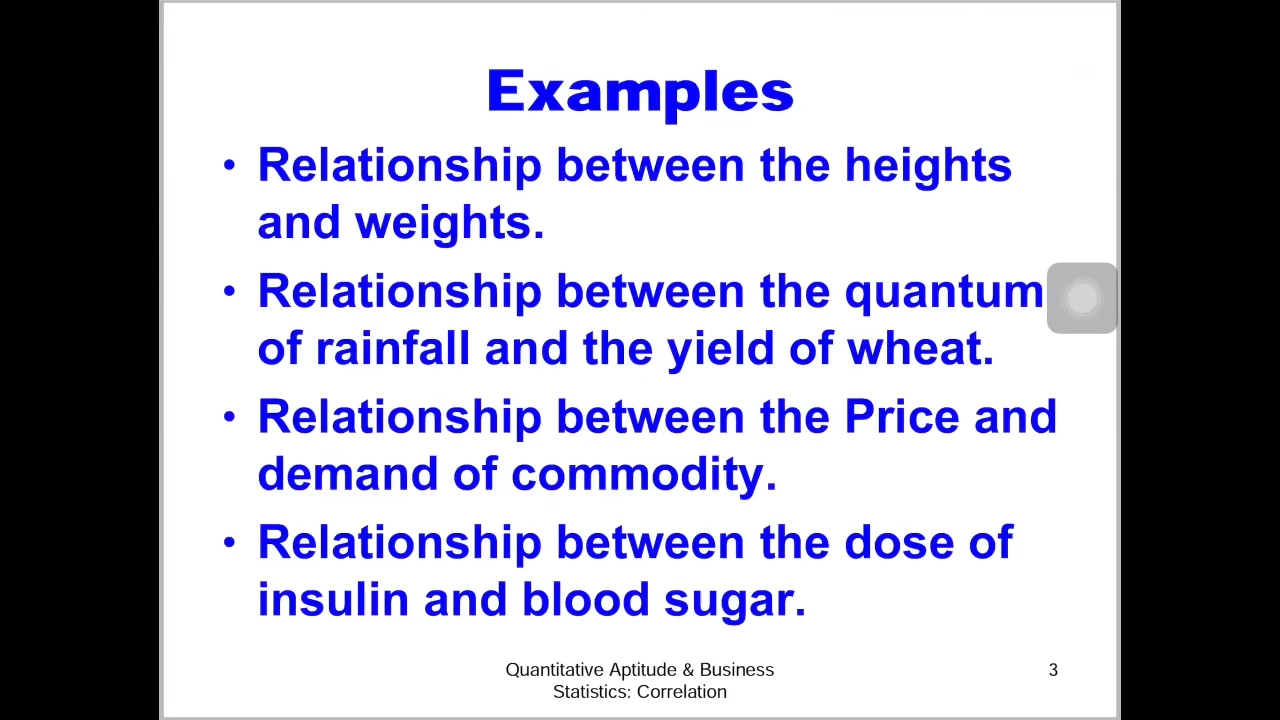 Examples
• Relationship between the heights
and weights.
• Relationship between the quantum
of rainfall and the yield of wheat.
• Relationship between the Price and
demand of commodity.
• Relationship between the dose of
insulin and blood sugar.
Quantitative Aptitude & Business
Statistics: Correlation
3